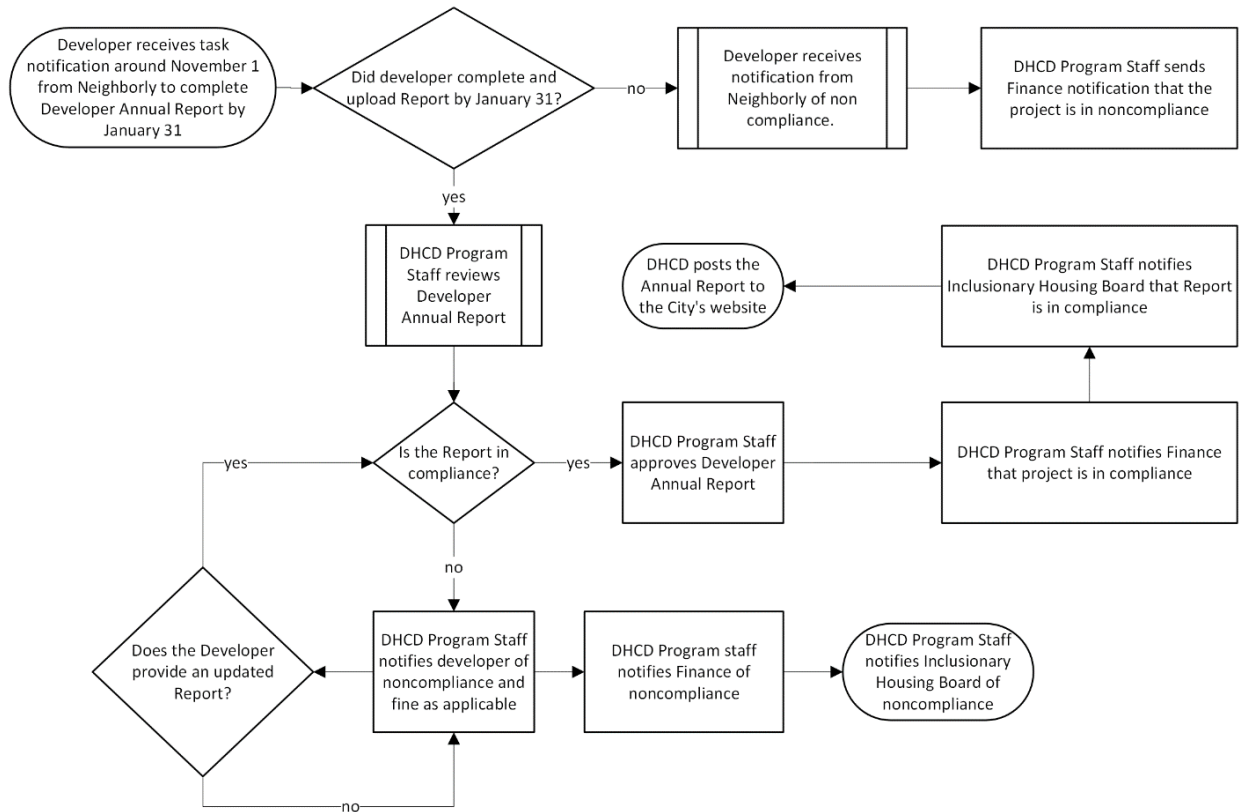 Developer receives task
notification around November 1
from Neighborly to complete
Developer Annual Report by
January 31
Did developer complete and
upload Report by January 31?
no
Developer receives
notification from
Neighborly of non
compliance.
DHCD Program Staff sends
Finance notification that the
project is in noncompliance
yes
DHCD Program
Staff reviews
Developer
Annual Report
DHCD posts the
Annual Report to
the City's website
DHCD Program Staff notifies
Inclusionary Housing Board that Report
is in compliance
yes
Is the Report in
compliance?
yes
DHCD Program Staff
approves Developer
Annual Report
DHCD Program Staff notifies Finance
that project is in compliance
no
Does the Developer
provide an updated
Report?
DHCD Program Staff
notifies developer of
noncompliance and
fine as applicable
DHCD Program staff
notifies Finance of
noncompliance
DHCD Program Staff
notifies Inclusionary
Housing Board of
noncompliance
no